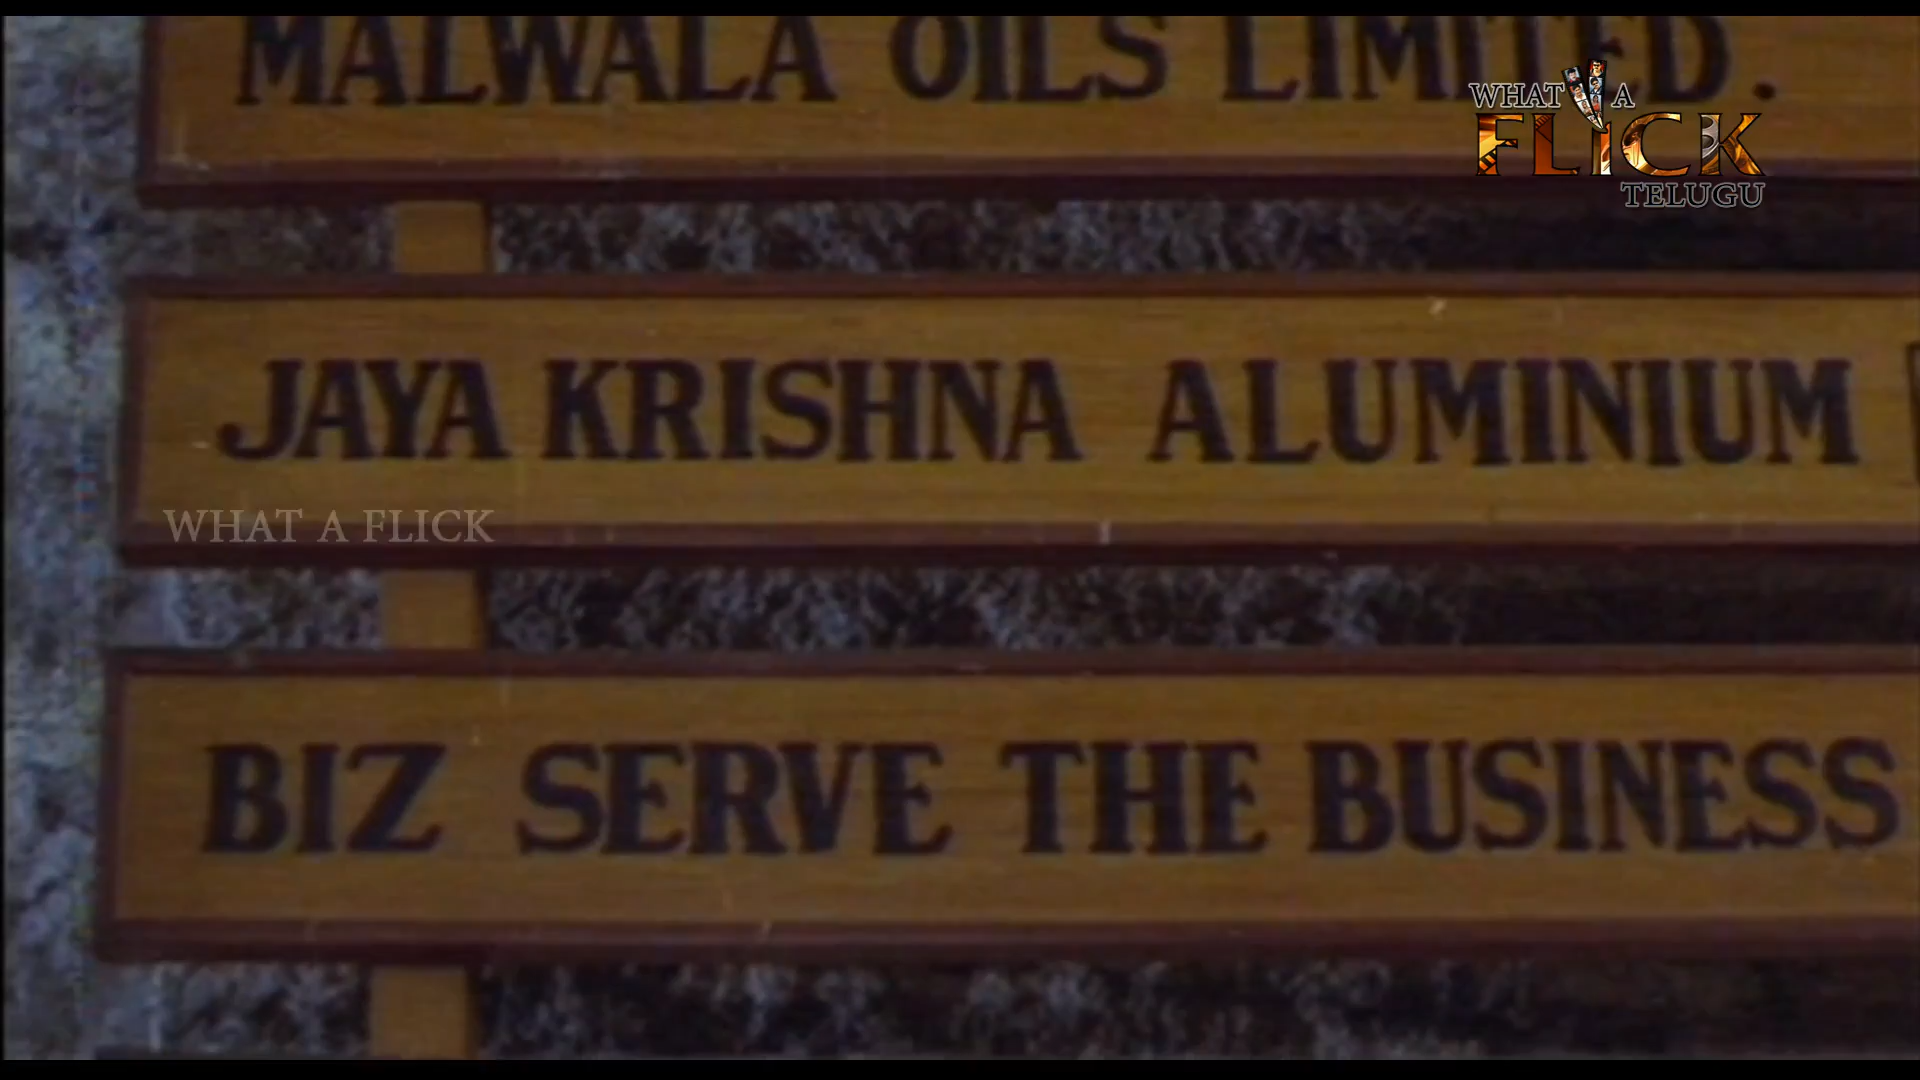 MALWALA OILS LIMITED.
WHAT A
FLICK
TELUGU
JAYA KRISHNA ALUMINIUM
WHAT A FLICK
BIZ SERVE THE BUSINESS